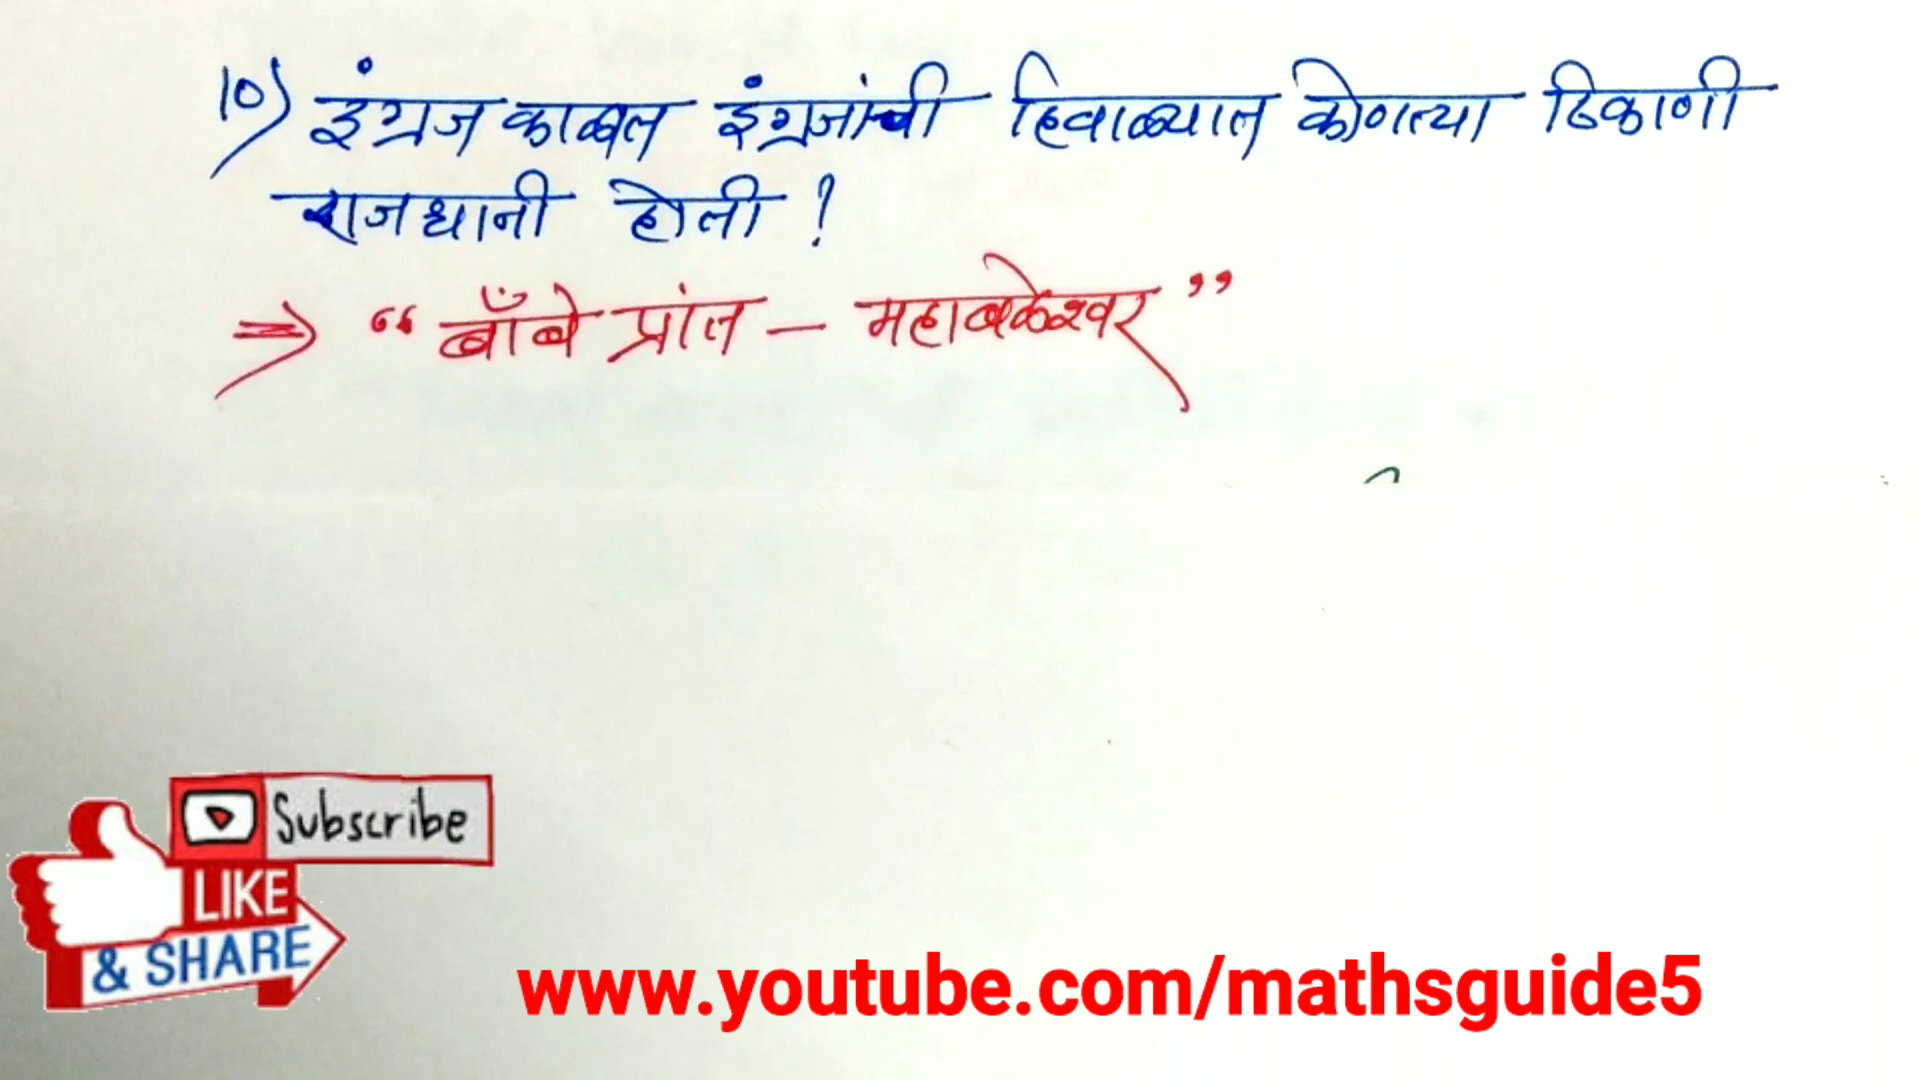 10) इंग्रज काळात इंग्रजांची हिवाळ्यात कोणत्या ठिकाणी
राजधानी होती ?
⇒ “बॉंबे प्रांत – महाबळेश्वर”
Subscribe
LIKE
& SHARE
www.youtube.com/mathsguide5